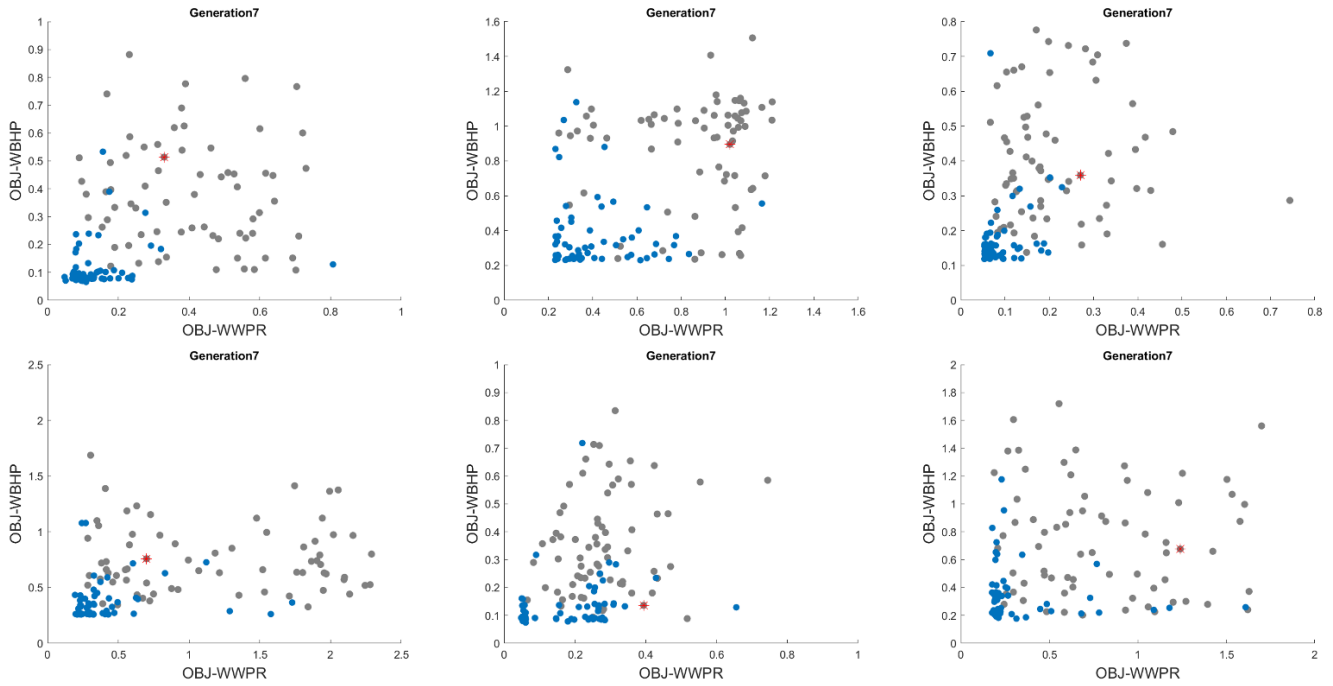 Generation7 Generation7 Generation7
1 1.6 0.8
0.9 1.4 0.7
0.8 1.2 0.6
0.7 1 0.5
0.6 0.8 0.4
0.5 0.6 0.3
0.4 0.4 0.2
0.3 0.2 0.1
0.2 0 0
0.1
0
OBJ-WBHP OBJ-WBHP OBJ-WBHP
0 0.2 0.4 0.6 0.8 1 0 0.2 0.4 0.6 0.8 1 1.2 1.4 1.6 0 0.1 0.2 0.3 0.4 0.5 0.6 0.7 0.8
OBJ-WWPR OBJ-WWPR OBJ-WWPR
Generation7 Generation7 Generation7
2.5 1 2
2 0.9 1.8
1.5 0.8 1.6
1 0.7 1.4
0.5 0.6 1.2
0 0.5 1
0.4 0.8
0.3 0.6
0.2 0.4
0.1 0.2
0 0
OBJ-WBHP OBJ-WBHP OBJ-WBHP
0 0.5 1 1.5 2 2.5 0 0.2 0.4 0.6 0.8 1 0 0.5 1 1.5 2
OBJ-WWPR OBJ-WWPR OBJ-WWPR